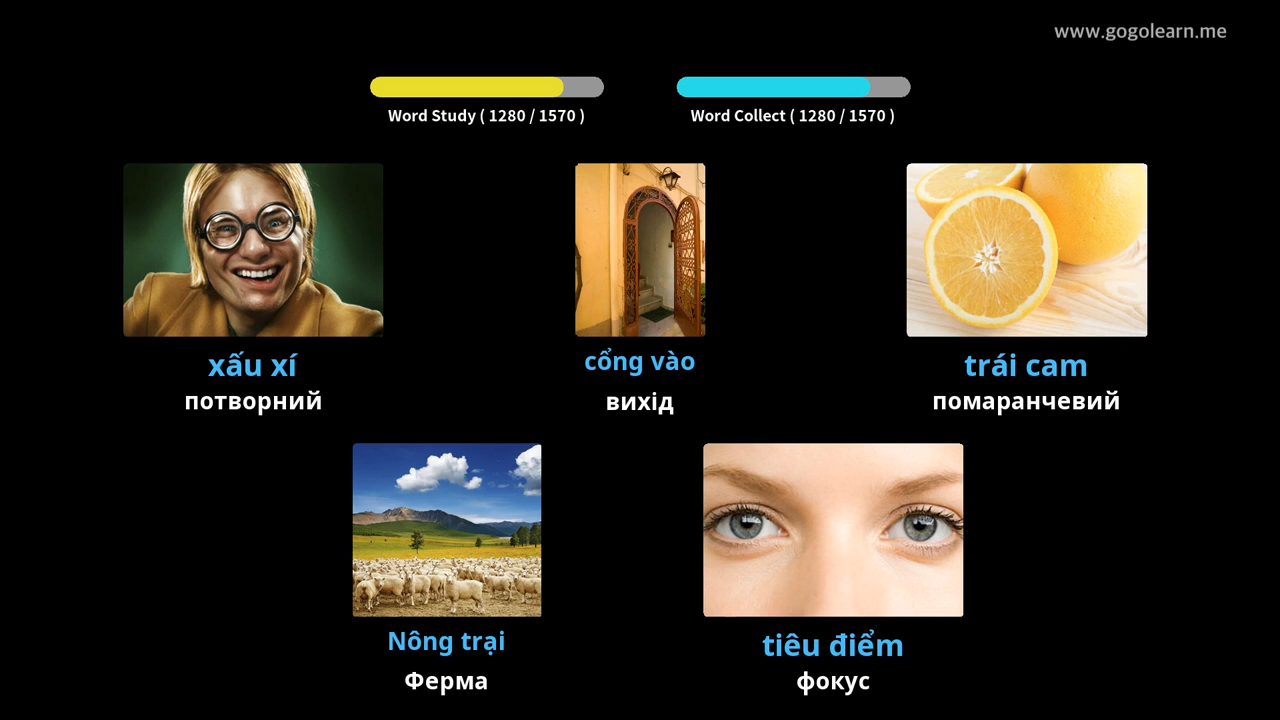 www.gogolearn.me
Word Study ( 1280 / 1570 )
Word Collect ( 1280 / 1570 )
xấu xí
потворний
cổng vào
вихід
trái cam
помаранчевий
Nông trại
Ферма
tiêu điểm
фокус